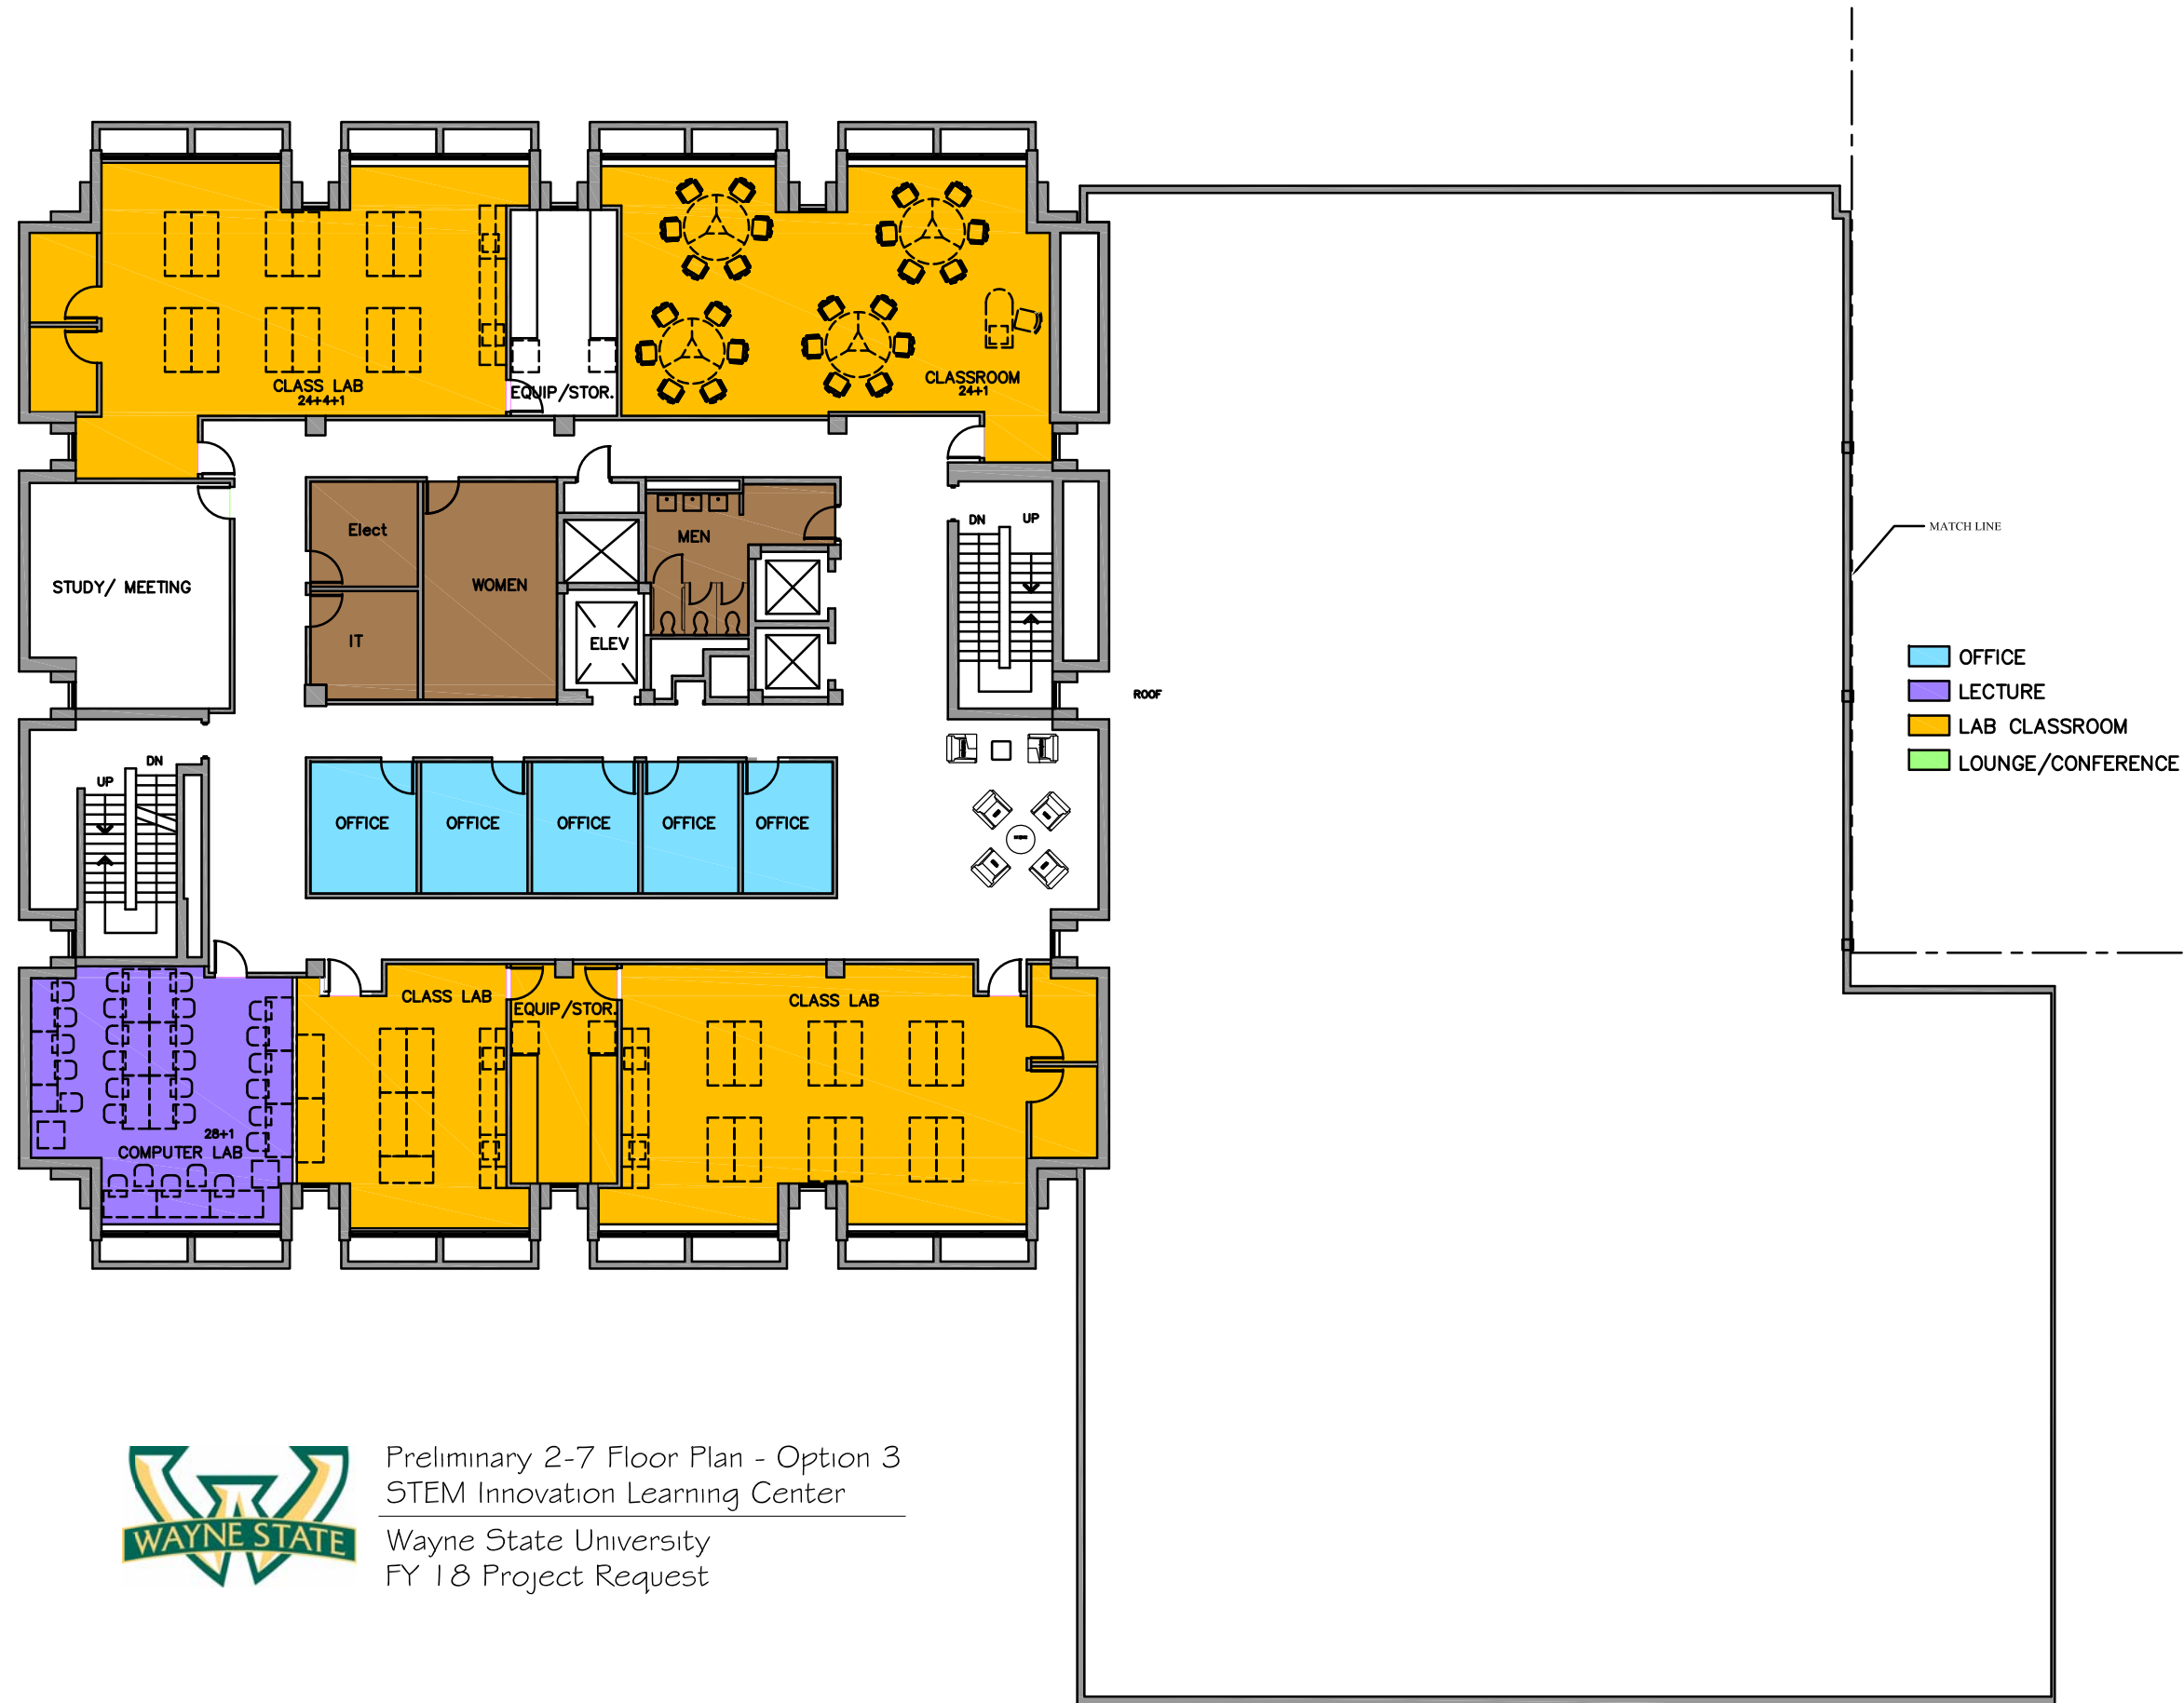 CLASS LAB
24+4+1
EQUIP/STOR.
CLASSROOM
24+1
Elect
WOMEN
MEN
DN
UP
MATCH LINE
STUDY/ MEETING
IT
ELEV
OFFICE
LECTURE
LAB CLASSROOM
LOUNGE/CONFERENCE
ROOF
DN
UP
OFFICE
OFFICE
OFFICE
OFFICE
OFFICE
CLASS LAB
EQUIP/STOR.
CLASS LAB
28+1
COMPUTER LAB
WAYNE STATE
Preliminary 2-7 Floor Plan - Option 3
STEM Innovation Learning Center
Wayne State University
FY 18 Project Request